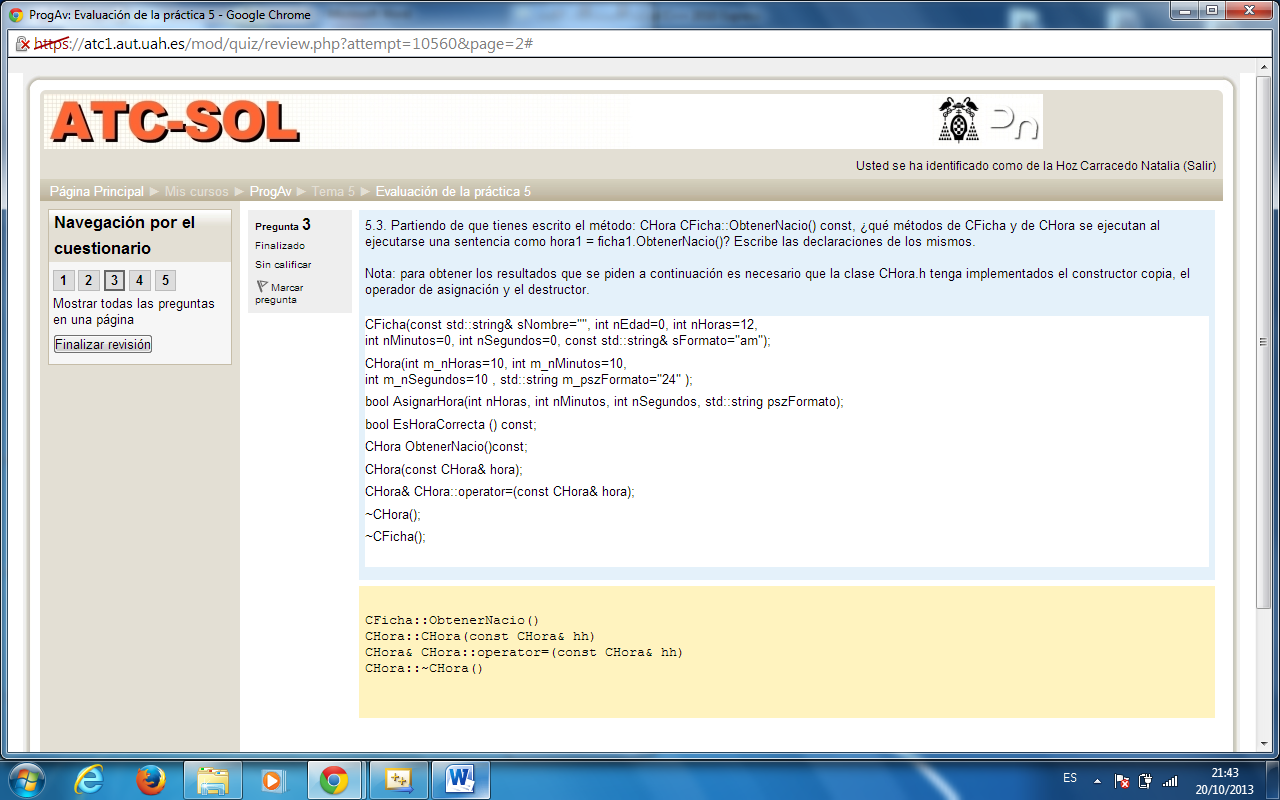 ProgAv: Evaluación de la práctica 5 - Google Chrome
https://atc1.aut.uah.es/mod/quiz/review.php?attempt=10560&page=2#
ATC-SOL
Usted se ha identificado como de la Hoz Carracedo Natalia (Salir)
Página Principal ► Mis cursos ► ProgAv ► Tema 5 ► Evaluación de la práctica 5
Navegación por el
cuestionario
1 2 3 4 5
Mostrar todas las preguntas
en una página
Finalizar revisión
Pregunta 3
Finalizado
Sin calificar
Marcar
pregunta
5.3. Partiendo de que tienes escrito el método: CHora CFicha::ObtenerNacio() const, ¿qué métodos de CFicha y de CHora se ejecutan al
ejecutarse una sentencia como hora1 = ficha1.ObtenerNacio()? Escribe las declaraciones de los mismos.
Nota: para obtener los resultados que se piden a continuación es necesario que la clase CHora.h tenga implementados el constructor copia, el
operador de asignación y el destructor.
CFicha(const std::string& sNombre="", int nEdad=0, int nHoras=12,
int nMinutos=0, int nSegundos=0, const std::string& sFormato="am");
CHora(int m_nHoras=10, int m_nMinutos=10,
int m_nSegundos=10 , std::string m_pszFormato="24" );
bool AsignarHora(int nHoras, int nMinutos, int nSegundos, std::string pszFormato);
bool EsHoraCorrecta () const;
CHora ObtenerNacio()const;
CHora(const CHora& hora);
CHora& CHora::operator=(const CHora& hora);
~CHora();
~CFicha();
CFicha::ObtenerNacio()
CHora::CHora(const CHora& hh)
CHora& CHora::operator=(const CHora& hh)
CHora::~CHora()
ES
21:43
20/10/2013